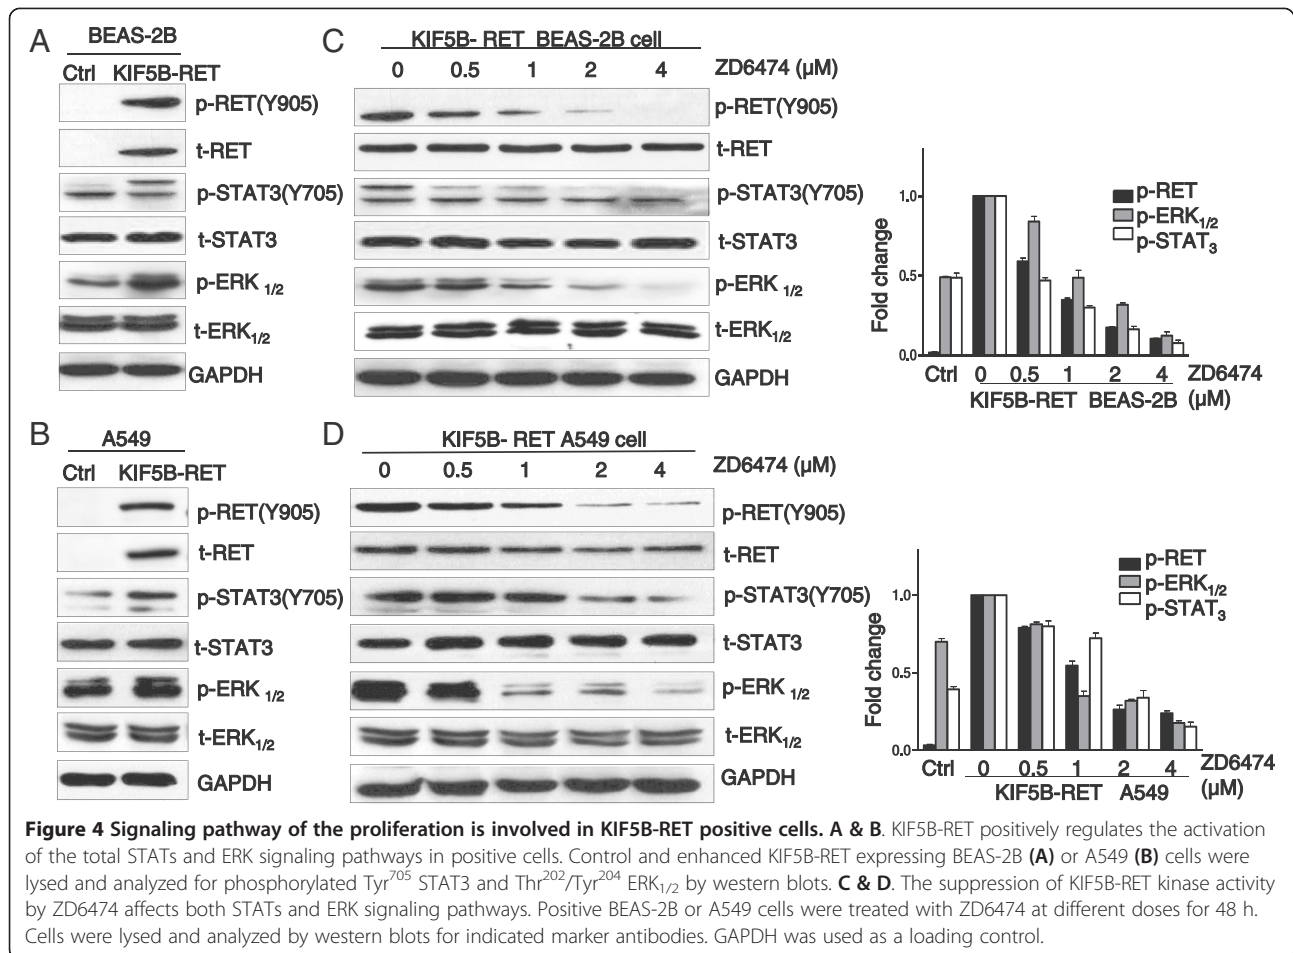 A
BEAS-2B
Ctrl KIF5B-RET
p-RET(Y905)
t-RET
p-STAT3(Y705)
t-STAT3
p-ERK 1/2
t-ERK1/2
GAPDH
C
KIF5B- RET BEAS-2B cell
0 0.5 1 2 4 ZD6474 (µM)
p-RET(Y905)
t-RET
p-STAT3(Y705)
t-STAT3
p-ERK 1/2
t-ERK1/2
GAPDH
p-RET
p-ERK1/2
p-STAT3
Fold change
1.0
0.5
0.0
Ctrl 0 0.5 1 2 4 ZD6474
KIF5B-RET BEAS-2B (µM)
B
A549
Ctrl KIF5B-RET
p-RET(Y905)
t-RET
p-STAT3(Y705)
t-STAT3
p-ERK 1/2
t-ERK1/2
GAPDH
D
KIF5B- RET A549 cell
0 0.5 1 2 4 ZD6474 (µM)
p-RET(Y905)
t-RET
p-STAT3(Y705)
t-STAT3
p-ERK 1/2
t-ERK1/2
GAPDH
p-RET
p-ERK1/2
p-STAT3
Fold change
1.0
0.5
0.0
Ctrl 0 0.5 1 2 4 ZD6474
KIF5B-RET A549 (µM)
Figure 4 Signaling pathway of the proliferation is involved in KIF5B-RET positive cells. A & B. KIF5B-RET positively regulates the activation
of the total STATs and ERK signaling pathways in positive cells. Control and enhanced KIF5B-RET expressing BEAS-2B (A) or A549 (B) cells were
lysed and analyzed for phosphorylated Tyr705 STAT3 and Thr202/Tyr204 ERK1/2 by western blots. C & D. The suppression of KIF5B-RET kinase activity
by ZD6474 affects both STATs and ERK signaling pathways. Positive BEAS-2B or A549 cells were treated with ZD6474 at different doses for 48 h.
Cells were lysed and analyzed by western blots for indicated marker antibodies. GAPDH was used as a loading control.